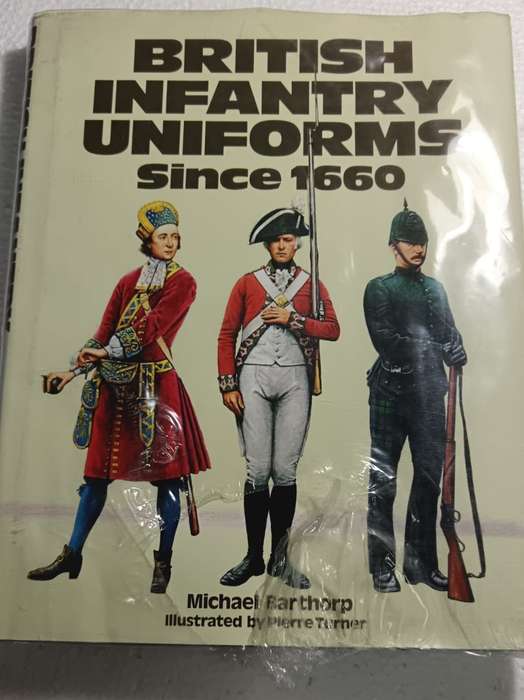 BRITISH
INFANTRY
UNIFORMS
Since 1660
Michael Barthorp
Illustrated by Pierre Turner